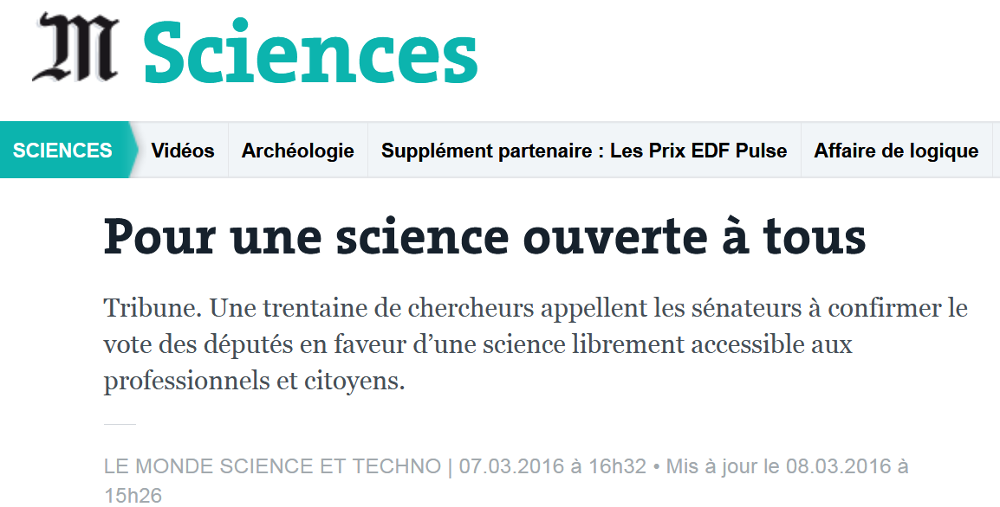 M Sciences
SCIENCES Vidéos Archéologie Supplément partenaire : Les Prix EDF Pulse Affaire de logique
Pour une science ouverte à tous
Tribune. Une trentaine de chercheurs appellent les sénateurs à confirmer le
vote des députés en faveur d’une science librement accessible aux
professionnels et citoyens.
LE MONDE SCIENCE ET TECHNO | 07.03.2016 à 16h32 • Mis à jour le 08.03.2016 à
15h26